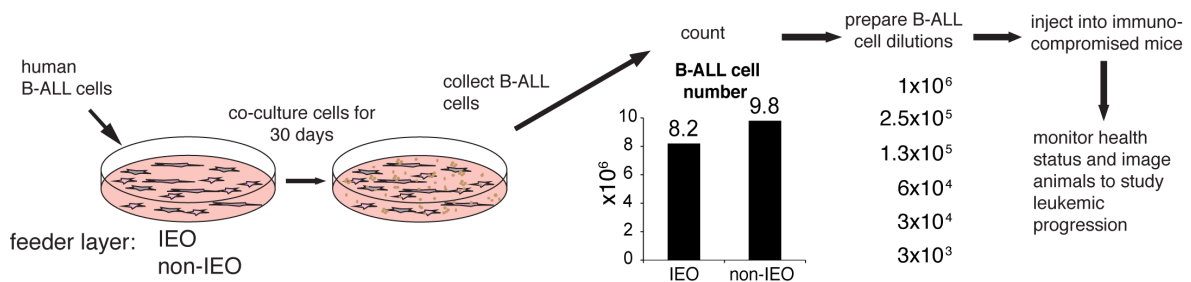 human
B-ALL cells
feeder layer:
IEO
non-IEO
co-culture cells for
30 days
collect B-ALL
cells
count
B-ALL cell
number
x10⁶
10
8
6
4
2
0
8.2
9.8
IEO
non-IEO
prepare B-ALL
cell dilutions
1x10⁶
2.5x10⁵
1.3x10⁵
6x10⁴
3x10⁴
3x10³
inject into immuno-
compromised mice
monitor health
status and image
animals to study
leukemic
progression